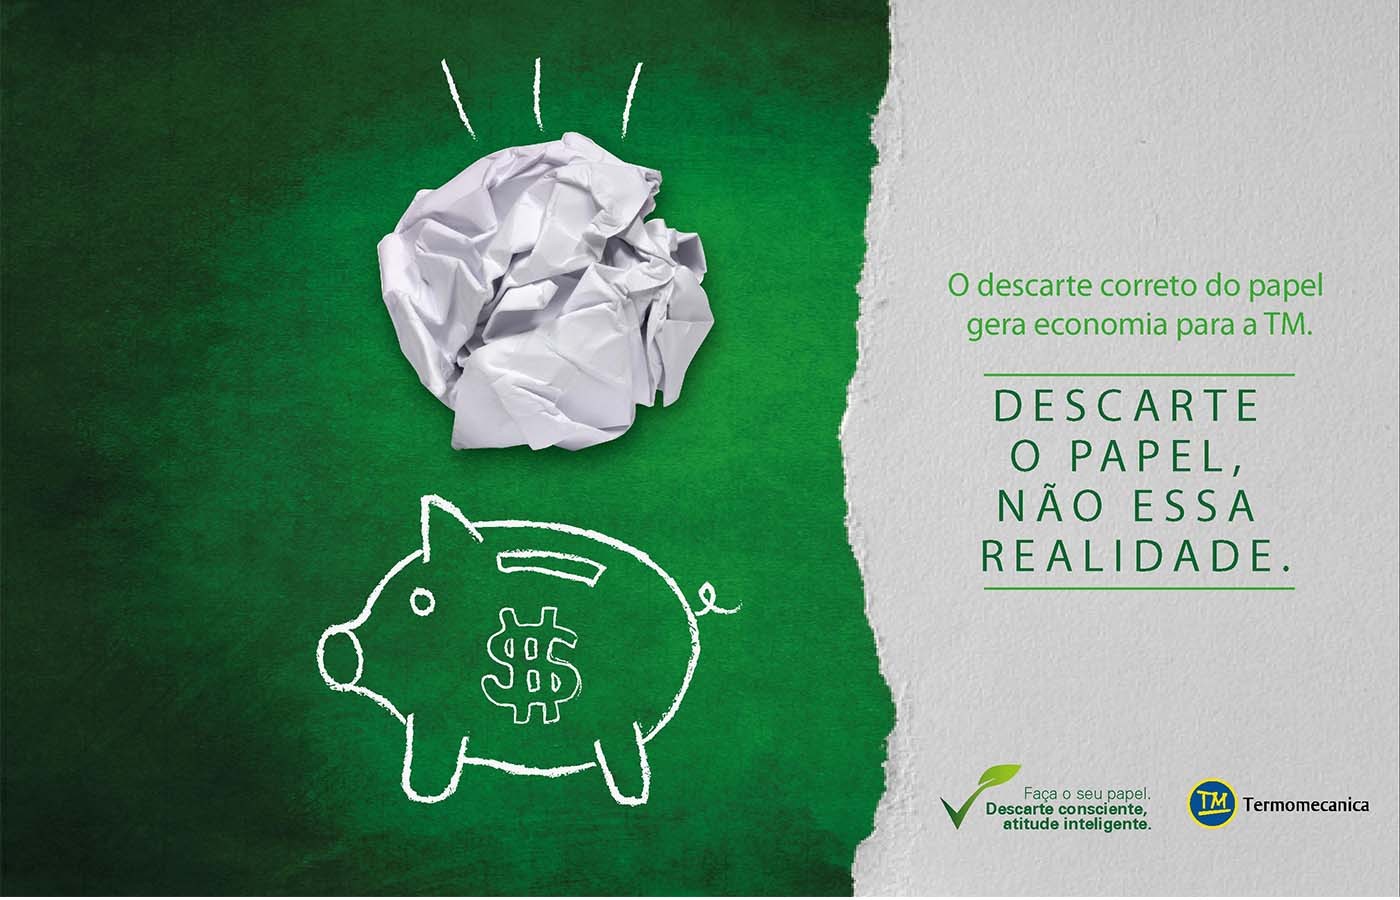 O descarte correto do papel
gera economia para a TM.
DESCARTE
O PAPEL,
NÃO ESSA
REALIDADE.
$
Faça o seu papel.
Descarte consciente,
atitude inteligente.
TM Termomecanica